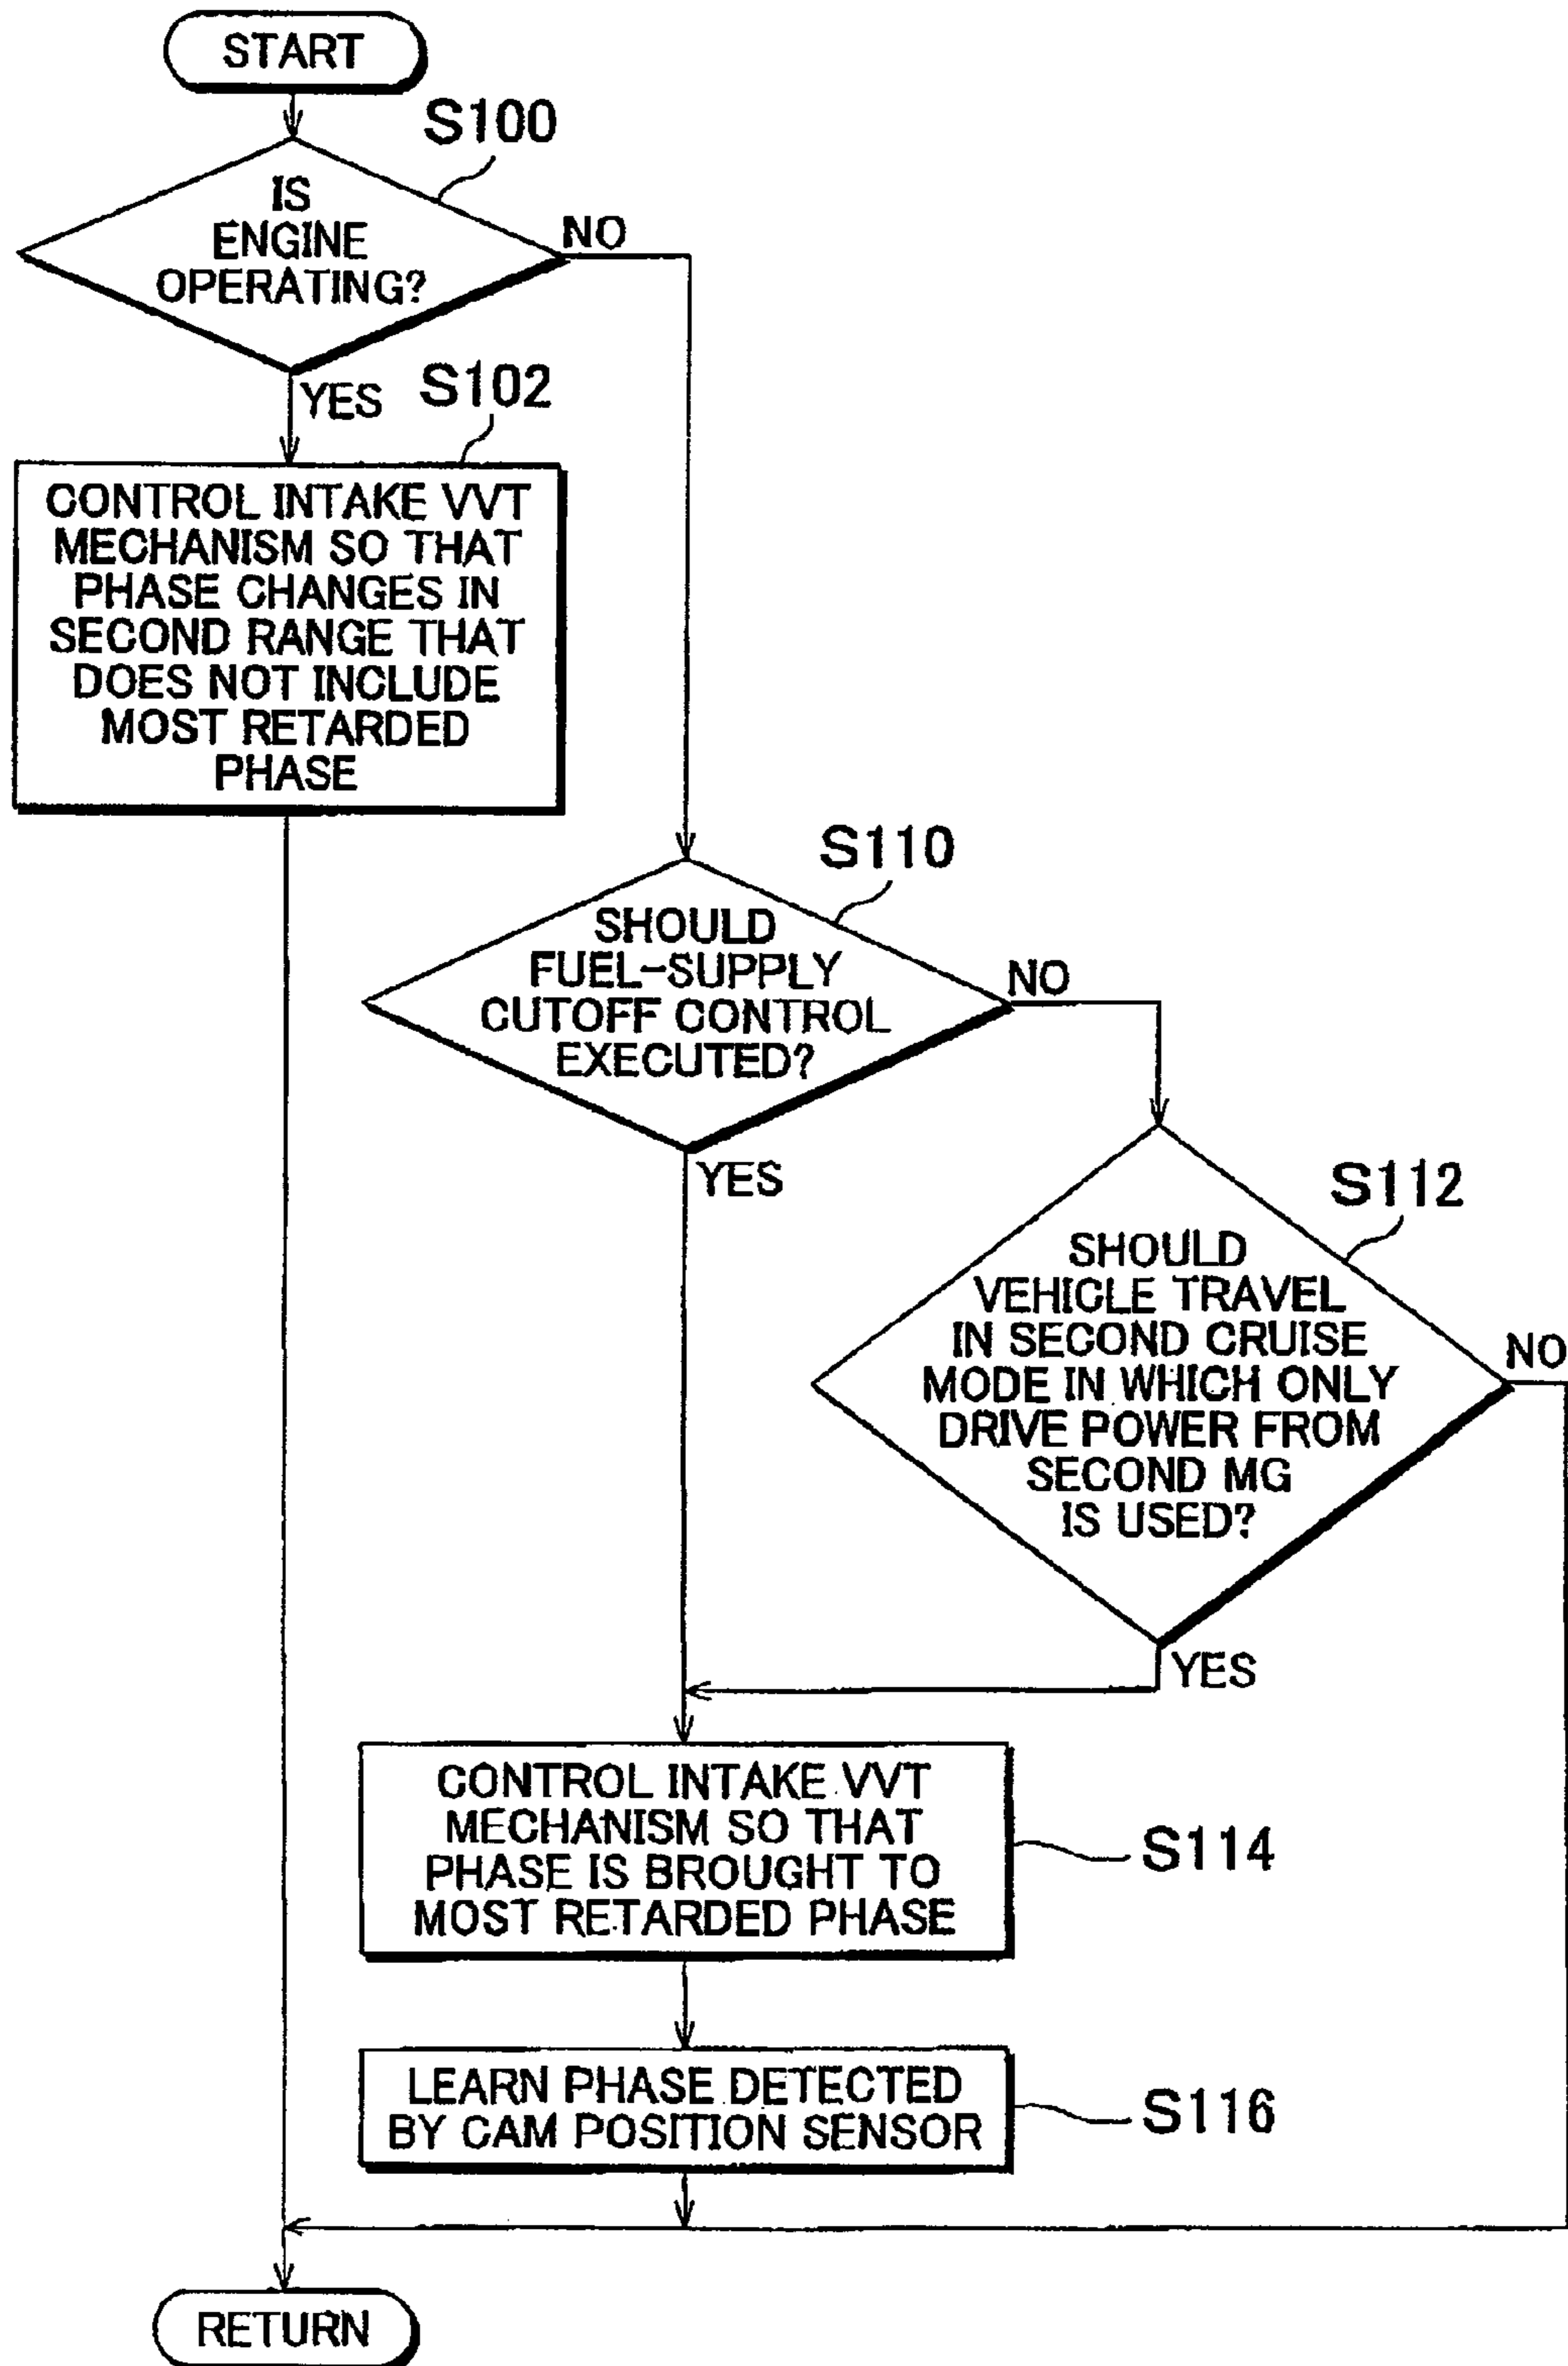 START
S100
IS
ENGINE
OPERATING?
NO
YES
S102
CONTROL INTAKE VVT
MECHANISM SO THAT
PHASE CHANGES IN
SECOND RANGE THAT
DOES NOT INCLUDE
MOST RETARDED
PHASE
S110
SHOULD
FUEL-SUPPLY
CUTOFF CONTROL
EXECUTED?
NO
YES
S112
SHOULD
VEHICLE TRAVEL
IN SECOND CRUISE
MODE IN WHICH ONLY
DRIVE POWER FROM
SECOND MG
IS USED?
NO
YES
CONTROL INTAKE VVT
MECHANISM SO THAT
PHASE IS BROUGHT TO
MOST RETARDED PHASE
S114
LEARN PHASE DETECTED
BY CAM POSITION SENSOR
S116
RETURN